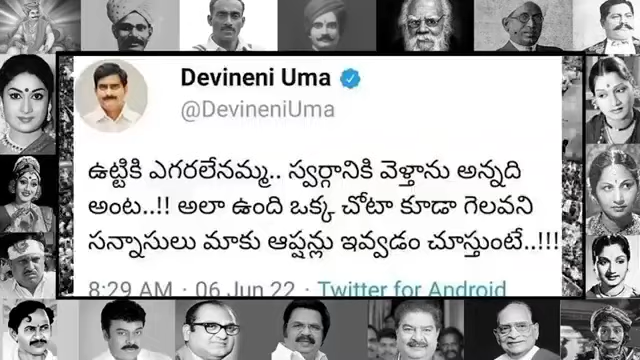 Devineni Uma
@DevineniUma
ఉట్టికి ఎగరలేనమ్మ.. స్వర్గానికి వెళ్తాను అన్నది
అంట..!! అలా ఉంది ఒక్క చోటా కూడా గెలవని
సన్నాసులు మాకు ఆప్షన్లు ఇవ్వడం చూస్తుంటే..!!!
8:29 AM · 06 Jun 22 · Twitter for Android